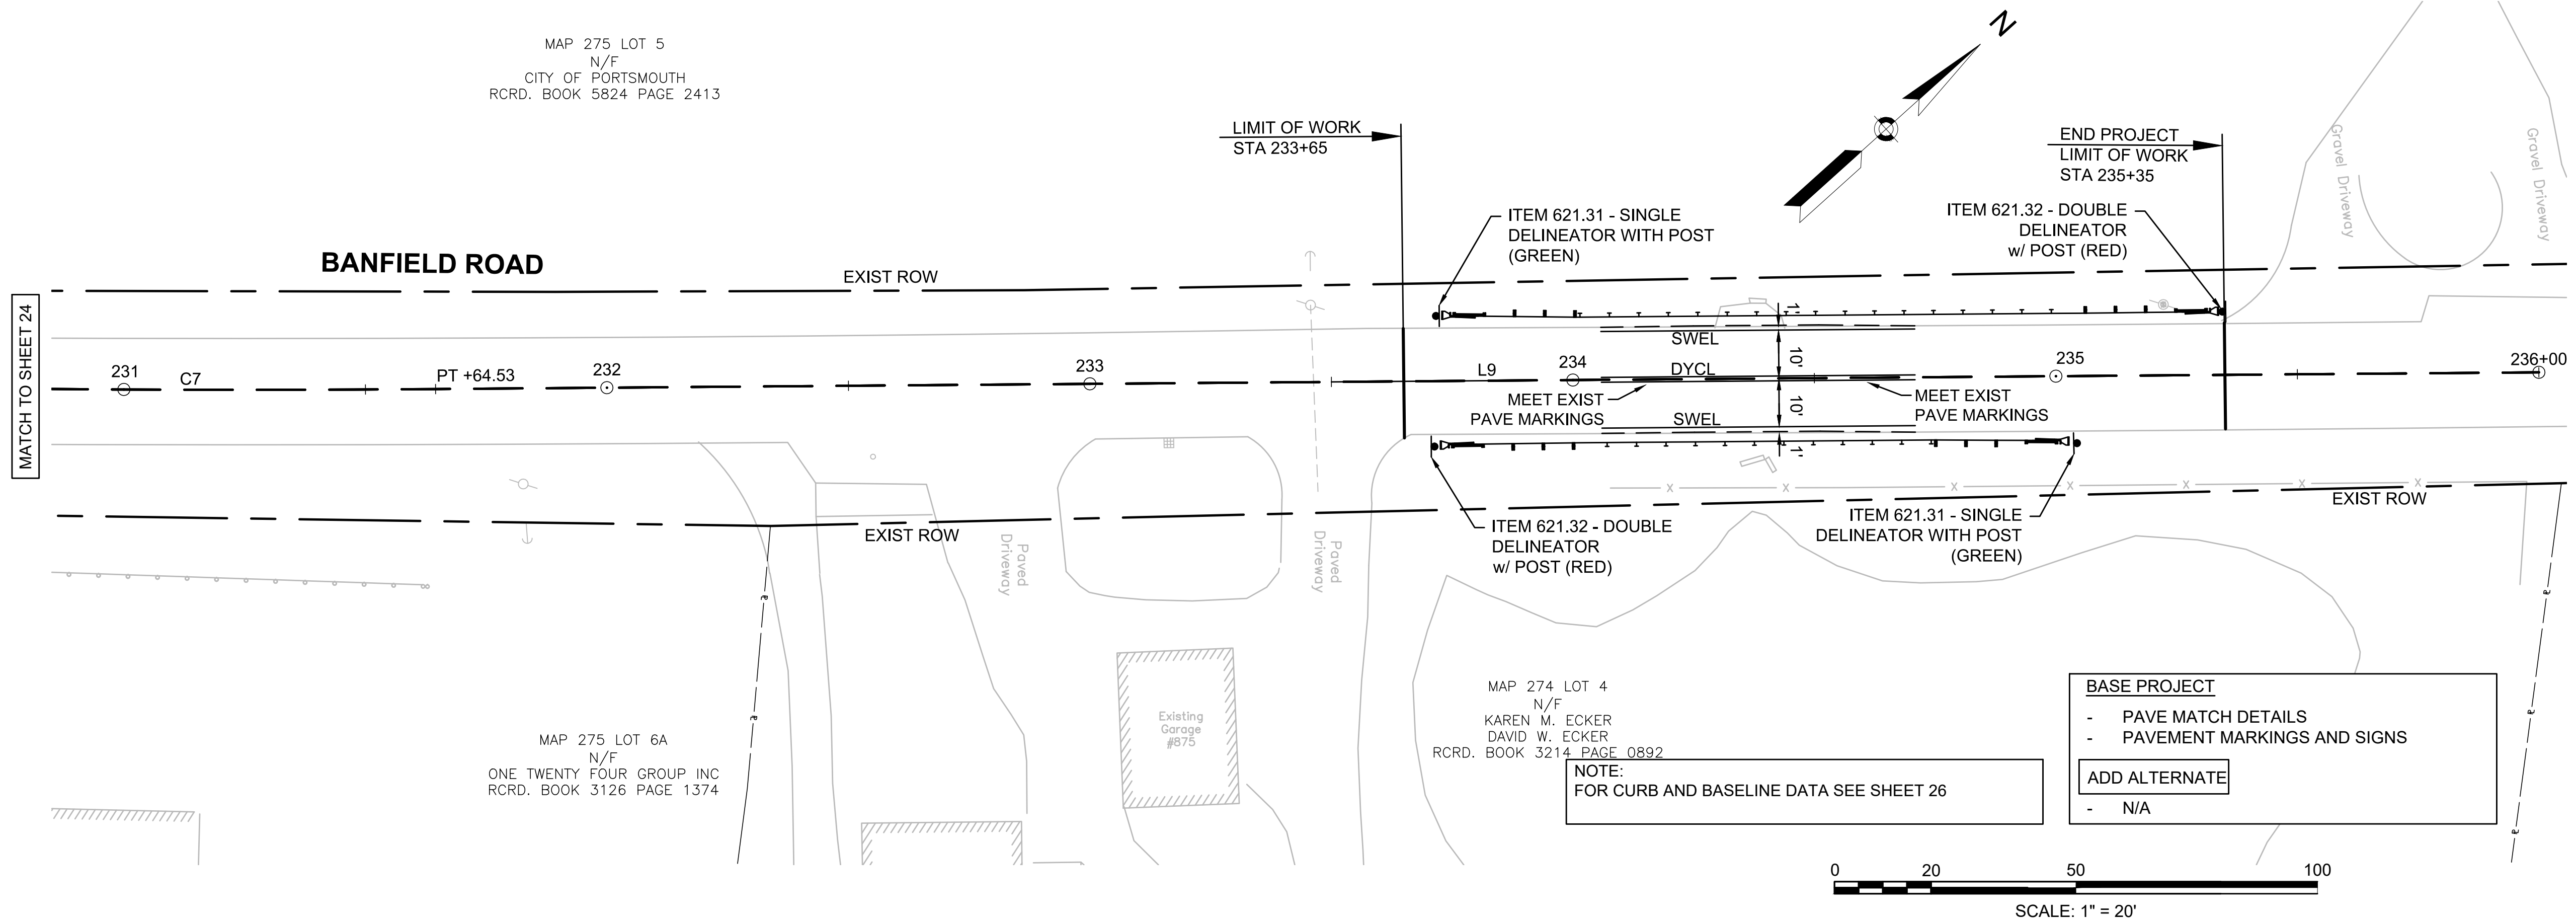 MAP 275 LOT 5
N/F
CITY OF PORTSMOUTH
RCRD. BOOK 5824 PAGE 2413
N
LIMIT OF WORK
STA 233+65
END PROJECT
LIMIT OF WORK
STA 235+35
Gravel Driveway
Gravel Driveway
ITEM 621.31 - SINGLE
DELINEATOR WITH POST
(GREEN)
ITEM 621.32 - DOUBLE
DELINEATOR
w/ POST (RED)
BANFIELD ROAD
EXIST ROW
MATCH TO SHEET 24
1'
SWEL
10'
231
C7
PT +64.53
232
233
L9
234
DYCL
235
236+00
MEET EXIST
PAVE MARKINGS
10'
MEET EXIST
PAVE MARKINGS
SWEL
1'
X X X X X X X
EXIST ROW
EXIST ROW
ITEM 621.32 - DOUBLE
DELINEATOR
w/ POST (RED)
ITEM 621.31 - SINGLE
DELINEATOR WITH POST
(GREEN)
Paved
Driveway
Paved
Driveway
Existing
Garage
#875
MAP 275 LOT 6A
N/F
ONE TWENTY FOUR GROUP INC
RCRD. BOOK 3126 PAGE 1374
MAP 274 LOT 4
N/F
KAREN M. ECKER
DAVID W. ECKER
RCRD. BOOK 3214 PAGE 0892
NOTE:
FOR CURB AND BASELINE DATA SEE SHEET 26
BASE PROJECT
- PAVE MATCH DETAILS
- PAVEMENT MARKINGS AND SIGNS
ADD ALTERNATE
- N/A
0 20 50 100
SCALE: 1" = 20'